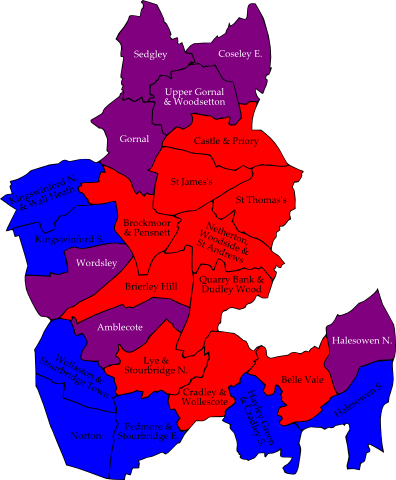 Sedgley
Coseley E.
Upper Gornal
& Woodsetton
Gornal
Castle & Priory
St James's
Kingswinford N.
& Wall Heath
St Thomas's
Brockmoor
& Pensnett
Netherton,
Woodside &
St Andrews
Kingswinford S.
Wordsley
Brierley Hill
Quarry Bank &
Dudley Wood
Amblecote
Halesowen N.
Lye &
Stourbridge N.
Wollaston &
Stourbridge Town
Belle Vale
Cradley &
Wollescote
Halesowen S.
Hayley Green
& Cradley S.
Norton
Pedmore &
Stourbridge E.